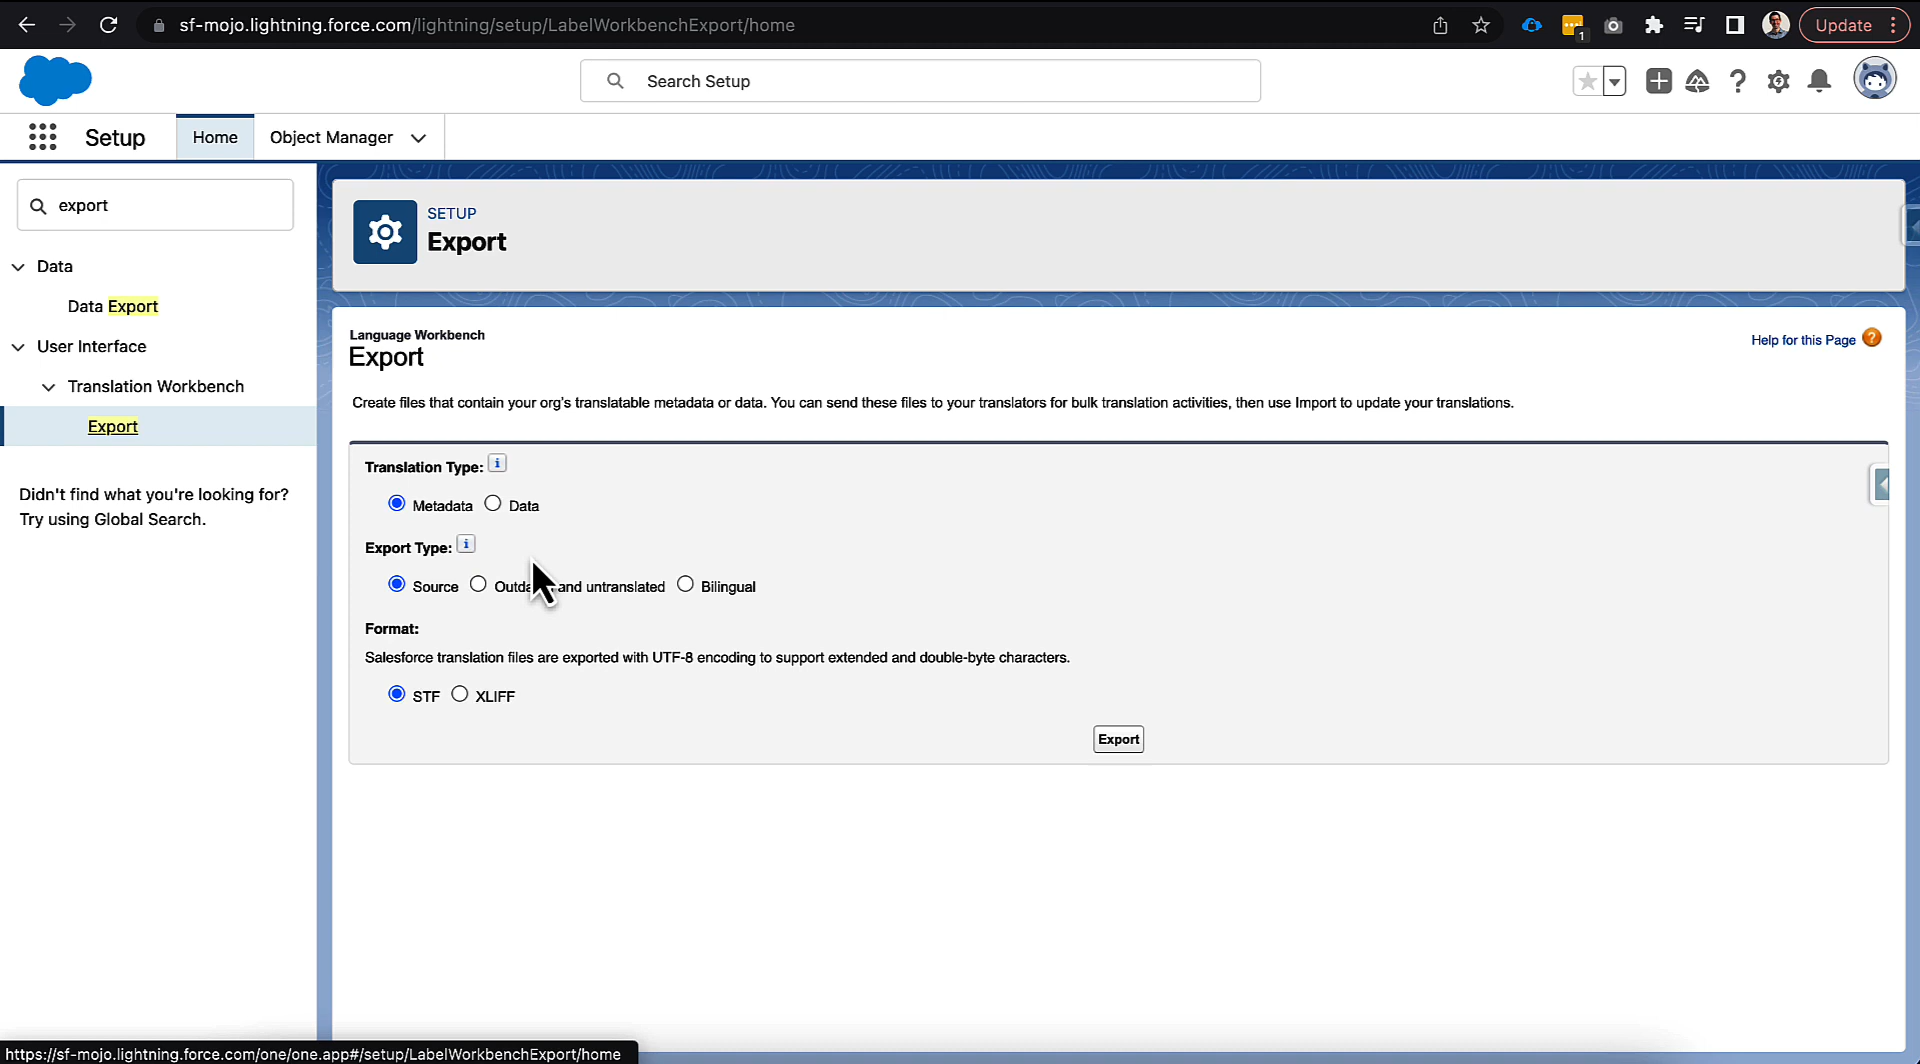 sf-mojo.lightning.force.com/lightning/setup/LabelWorkbenchExport/home
1
Update
Search Setup
Setup
Home
Object Manager
export
Data
Data Export
User Interface
Translation Workbench
Export
Didn't find what you're looking for?
Try using Global Search.
SETUP
Export
Language Workbench
Export
Help for this Page ?
Create files that contain your org's translatable metadata or data. You can send these files to your translators for bulk translation activities, then use Import to update your translations.
Translation Type: i
Metadata Data
Export Type: i
Source and untranslated Bilingual
Format:
Salesforce translation files are exported with UTF-8 encoding to support extended and double-byte characters.
STF XLIFF
Export
https://sf-mojo.lightning.force.com/one/one.app#/setup/LabelWorkbenchExport/home